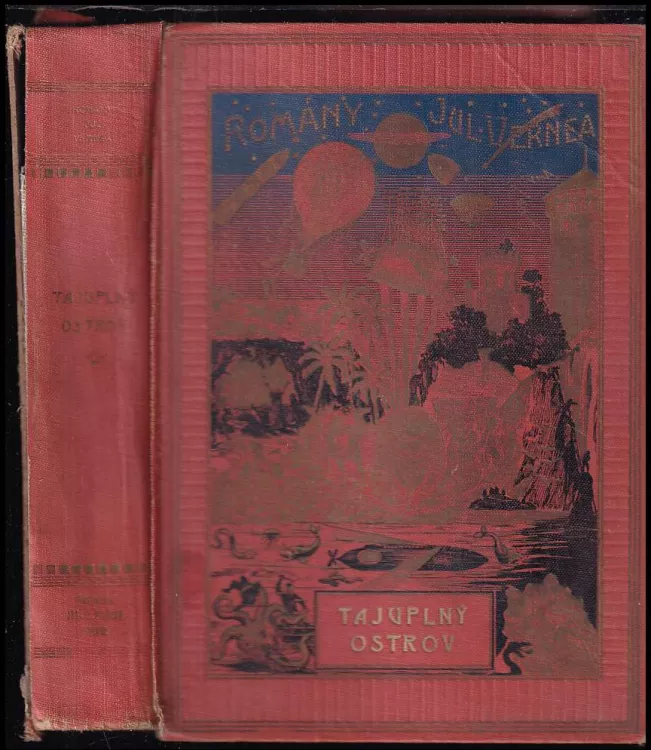 TAJUPLNÝ
OSTROV
ROMÁNY JUL. VERNEA
TAJUPLNÝ
OSTROV